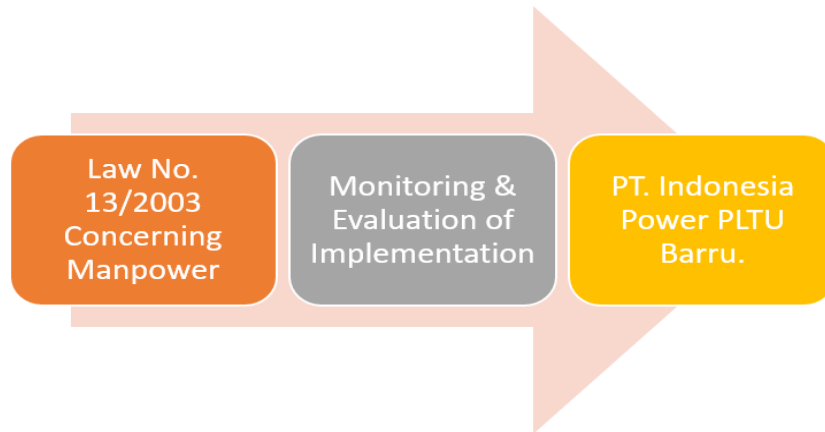 Law No.
13/2003
Concerning
Manpower
Monitoring &
Evaluation of
Implementation
PT. Indonesia
Power PLTU
Barru.